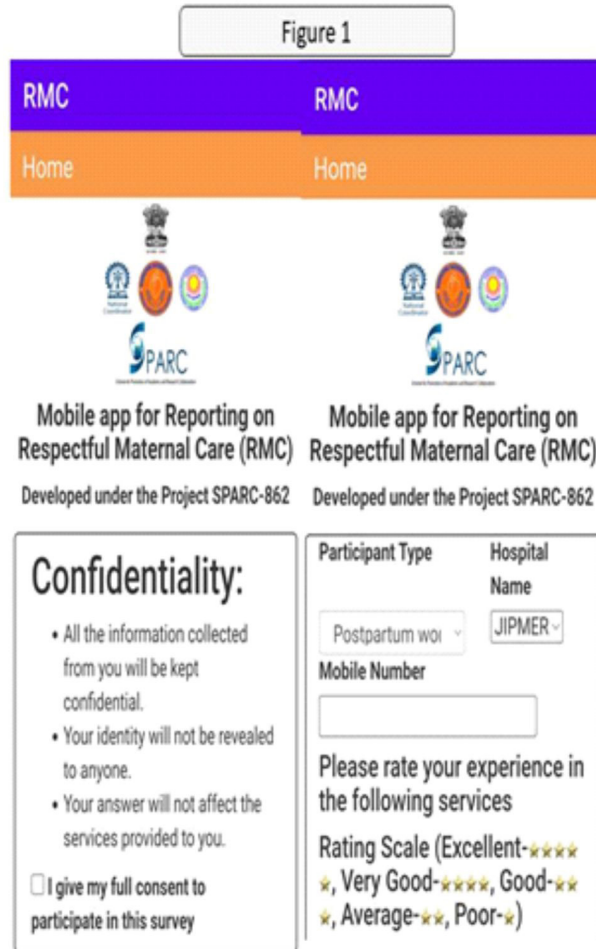 Figure 1
RMC
Home
National
Coordinator
SPARC
Mobile app for Reporting on
Respectful Maternal Care (RMC)
Developed under the Project SPARC-862
Confidentiality:
• All the information collected
from you will be kept
confidential.
• Your identity will not be revealed
to anyone.
• Your answer will not affect the
services provided to you.
I give my full consent to
participate in this survey
RMC
Home
SPARC
Mobile app for Reporting on
Respectful Maternal Care (RMC)
Developed under the Project SPARC-862
Participant Type
Hospital
Name
Postpartum wo
JIPMER
Mobile Number
Please rate your experience in
the following services
Rating Scale (Excellent-★★★★
★, Very Good-★★★★, Good-★★
★, Average-★★, Poor-★)